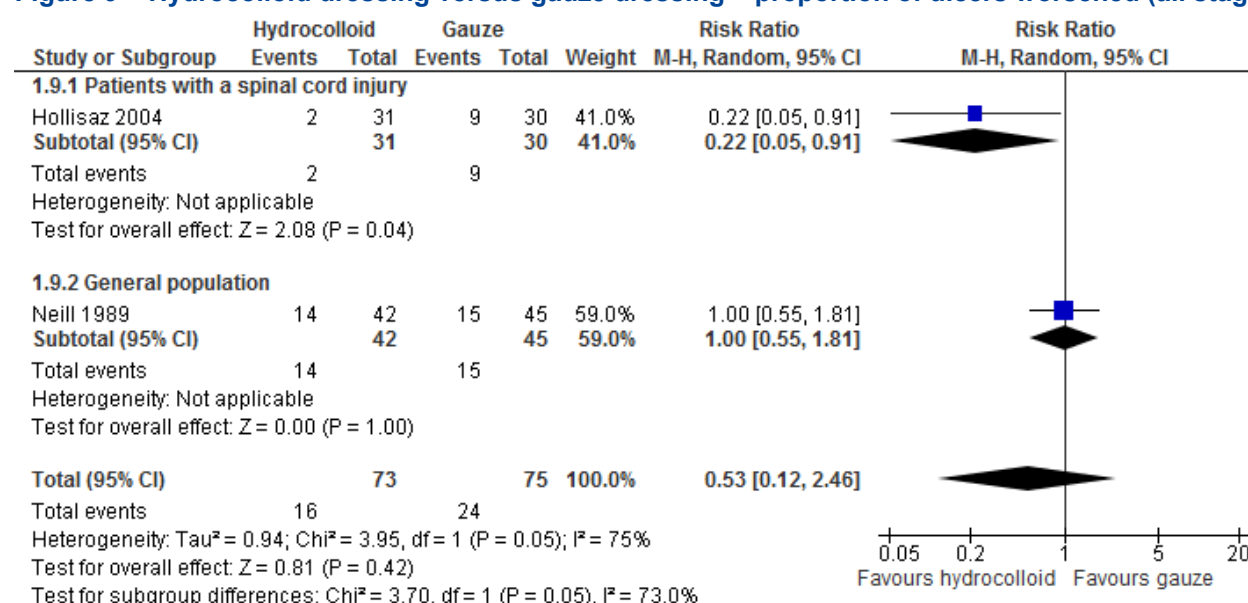 Hydrocolloid Gauze Risk Ratio Risk Ratio
Study or Subgroup Events Total Events Total Weight M-H, Random, 95% CI M-H, Random, 95% CI
1.9.1 Patients with a spinal cord injury
Hollisaz 2004 2 31 9 30 41.0% 0.22 [0.05, 0.91]
Subtotal (95% CI) 31 30 41.0% 0.22 [0.05, 0.91]
Total events 2 9
Heterogeneity: Not applicable
Test for overall effect: Z = 2.08 (P = 0.04)
1.9.2 General population
Neill 1989 14 42 15 45 59.0% 1.00 [0.55, 1.81]
Subtotal (95% CI) 42 45 59.0% 1.00 [0.55, 1.81]
Total events 14 15
Heterogeneity: Not applicable
Test for overall effect: Z = 0.00 (P = 1.00)
Total (95% CI) 73 75 100.0% 0.53 [0.12, 2.46]
Total events 16 24
Heterogeneity: Tau² = 0.94; Chi² = 3.95, df = 1 (P = 0.05); I² = 75%
Test for overall effect: Z = 0.81 (P = 0.42)
Test for subgroup differences: Chi² = 3.70, df = 1 (P = 0.05), I² = 73.0%
0.05 0.2 1 5 20
Favours hydrocolloid Favours gauze